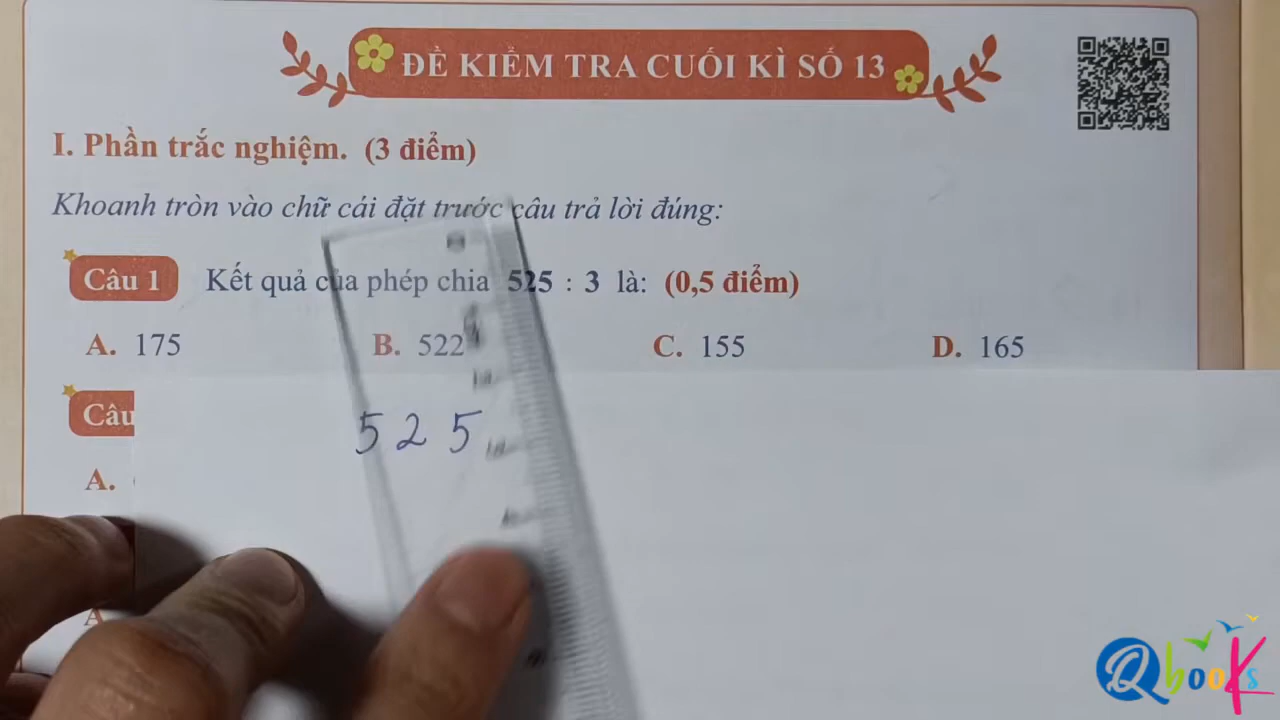 ĐỀ KIỂM TRA CUỐI KÌ SỐ 13
I. Phần trắc nghiệm. (3 điểm)
Khoanh tròn vào chữ cái đặt trước câu trả lời đúng:
Câu 1 Kết quả của phép chia 525 : 3 là: (0,5 điểm)
A. 175 B. 522 C. 155 D. 165
Câu
525
A.
A
Qbooks